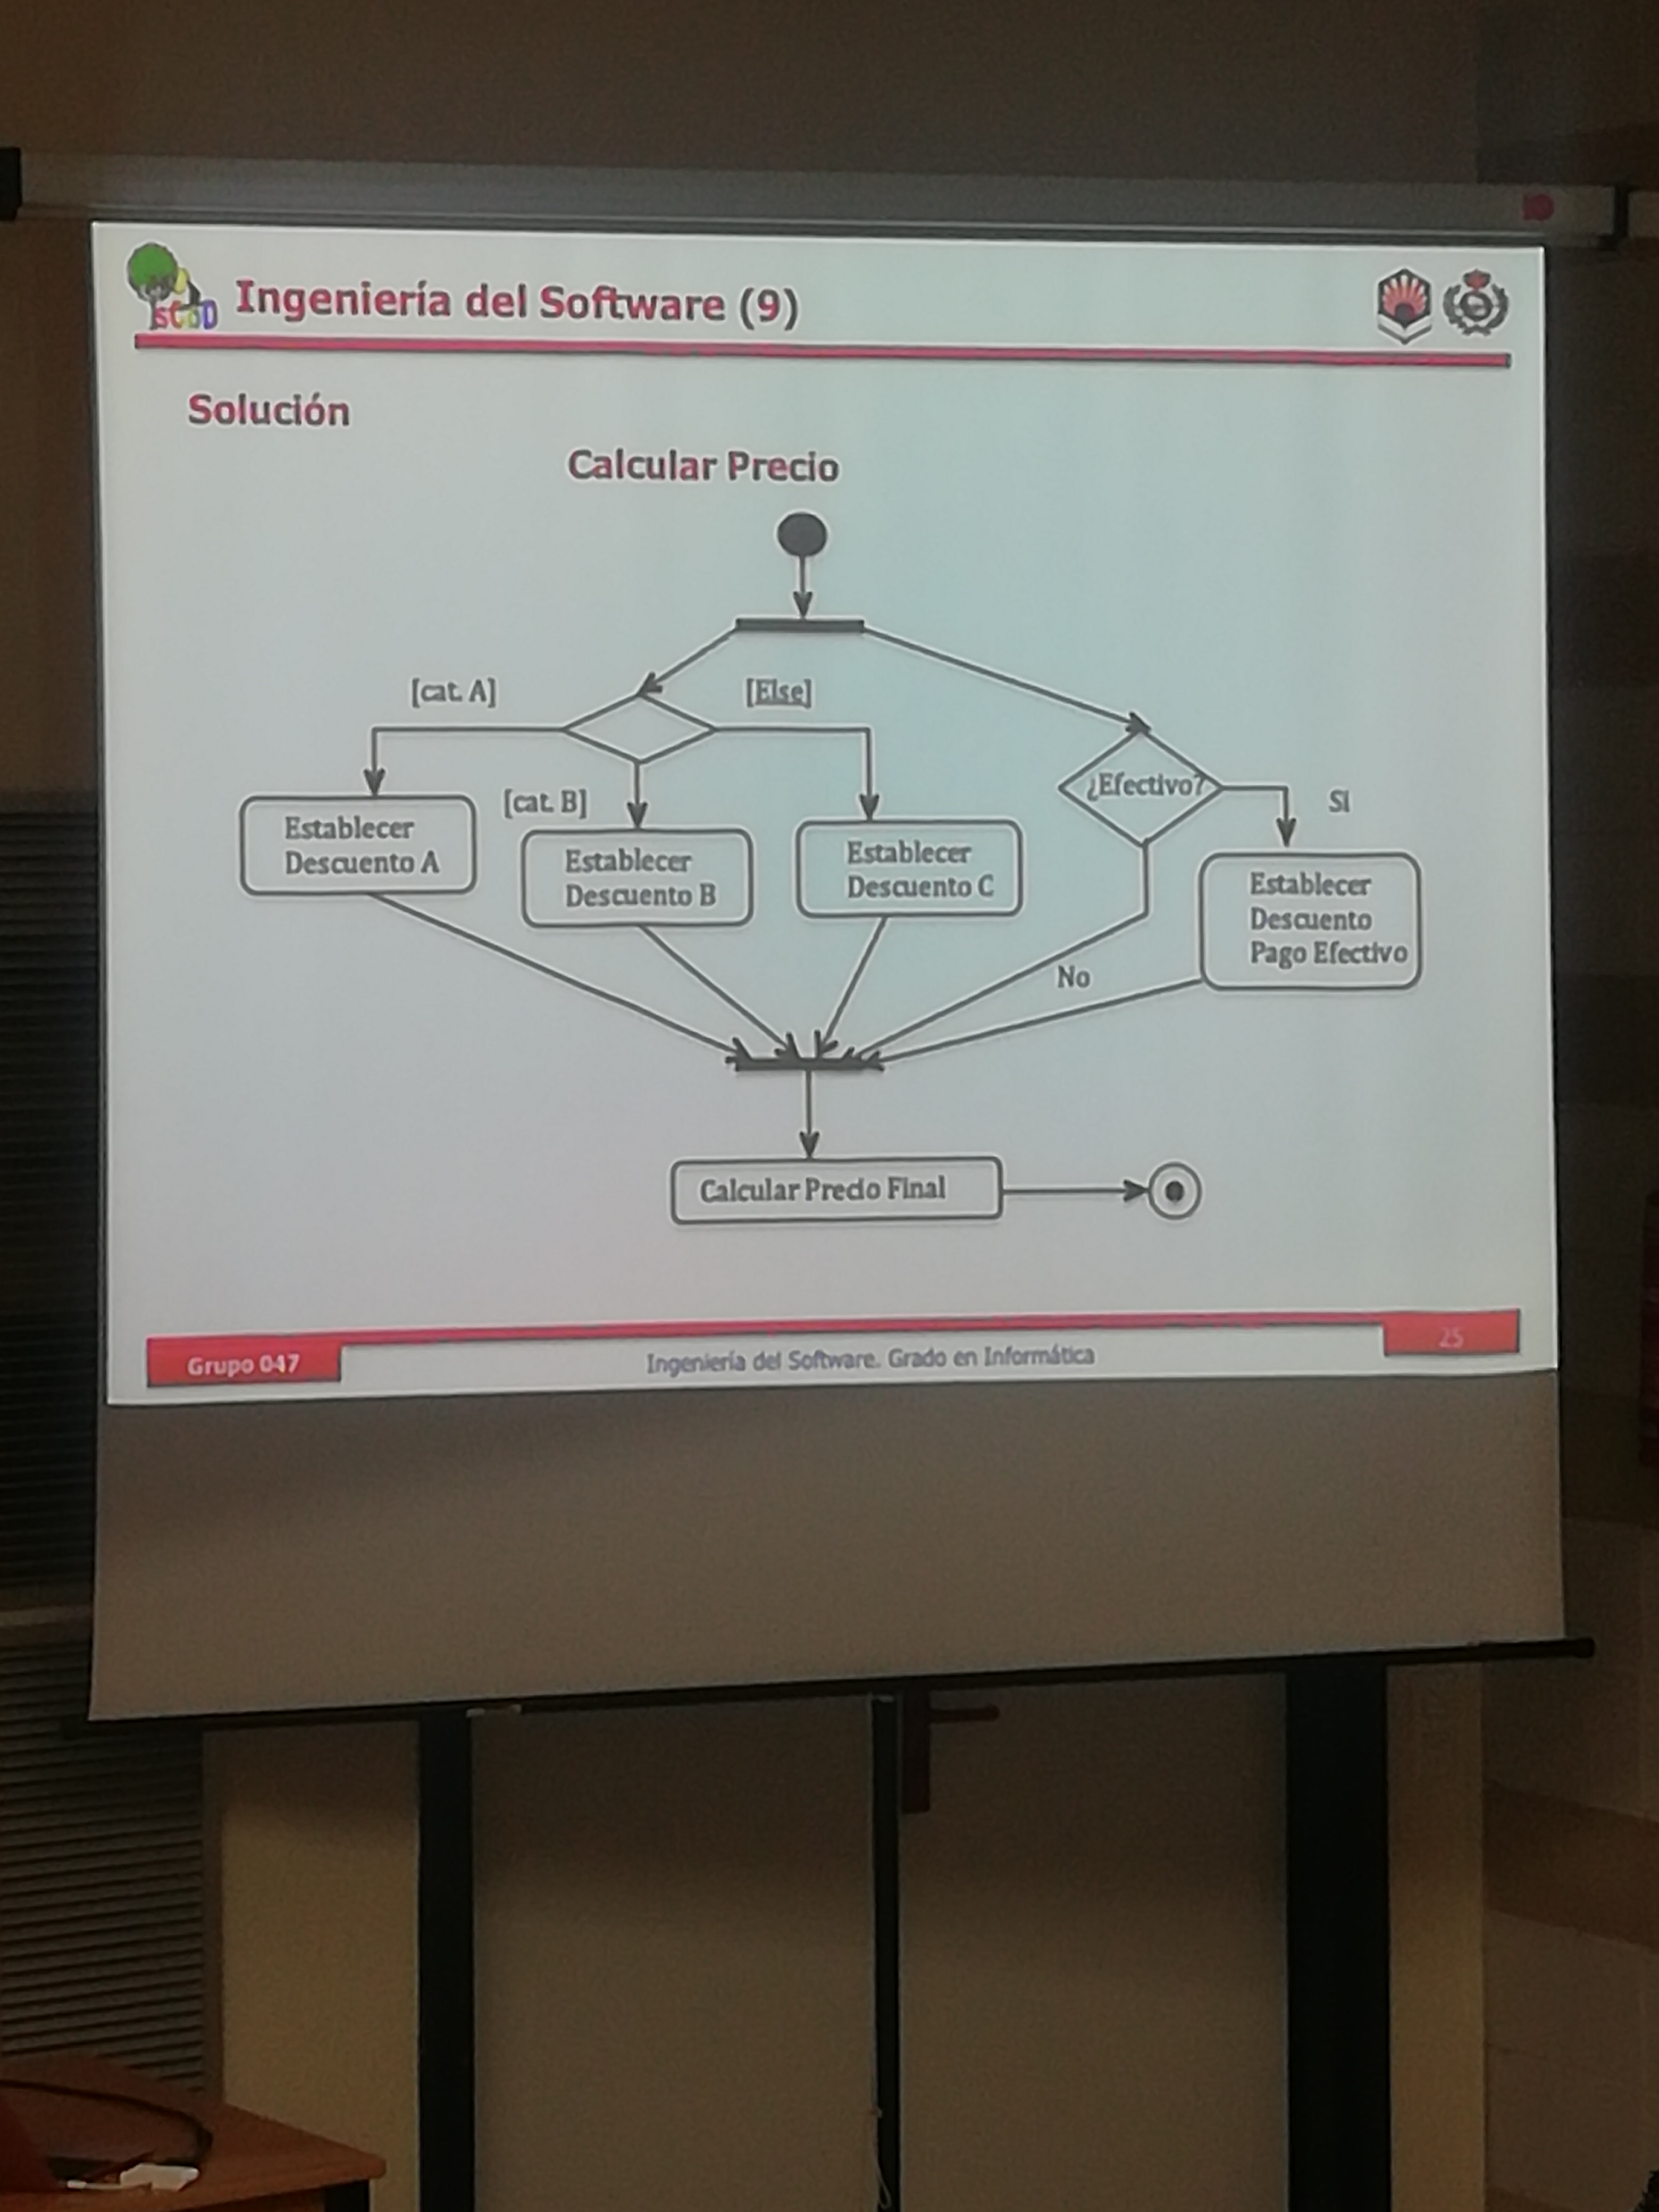 Ingeniería del Software (9)
Solución
Calcular Precio
[cat. A]
[Else]
[cat. B]
¿Efectivo?
Si
Establecer
Descuento A
Establecer
Descuento B
Establecer
Descuento C
Establecer
Descuento
Pago Efectivo
No
Calcular Precio Final
Grupo 047
Ingeniería del Software. Grado en Informática
25